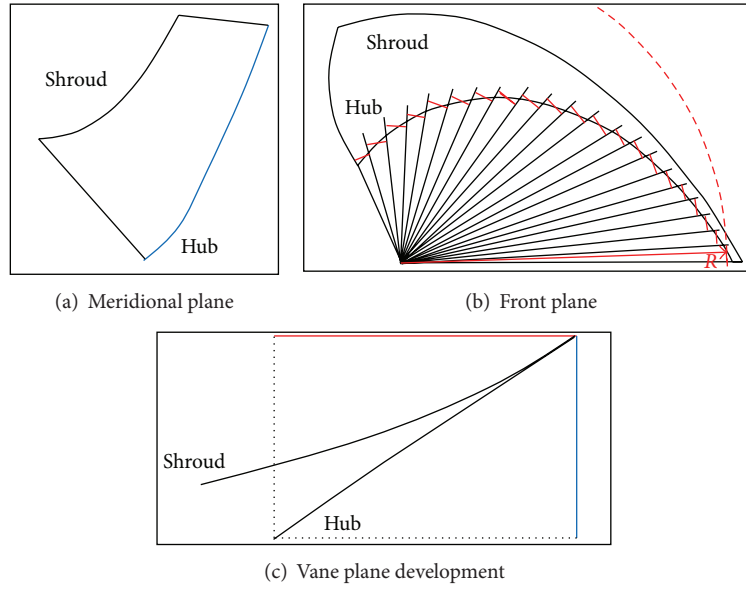 Shroud
Hub
(a) Meridional plane
Shroud
Hub
R
(b) Front plane
Shroud
Hub
(c) Vane plane development